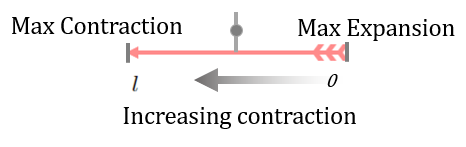 Max Contraction
Max Expansion
l
0
Increasing contraction